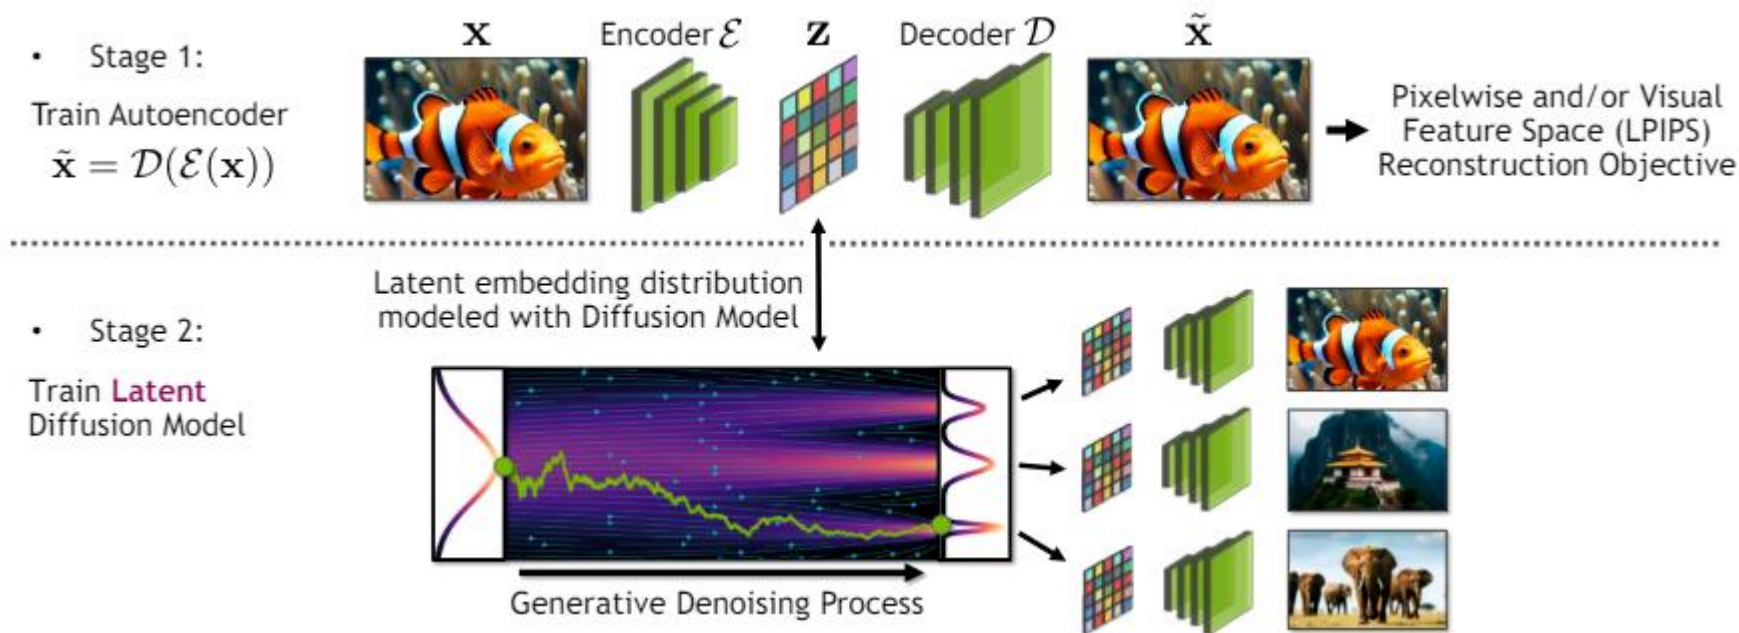 • Stage 1:
Train Autoencoder
x̃ = 𝒟(ℰ(x))
x
Encoder ℰ
z
Decoder 𝒟
x̃
Pixelwise and/or Visual
Feature Space (LPIPS)
Reconstruction Objective
Latent embedding distribution
modeled with Diffusion Model
• Stage 2:
Train Latent
Diffusion Model
Generative Denoising Process